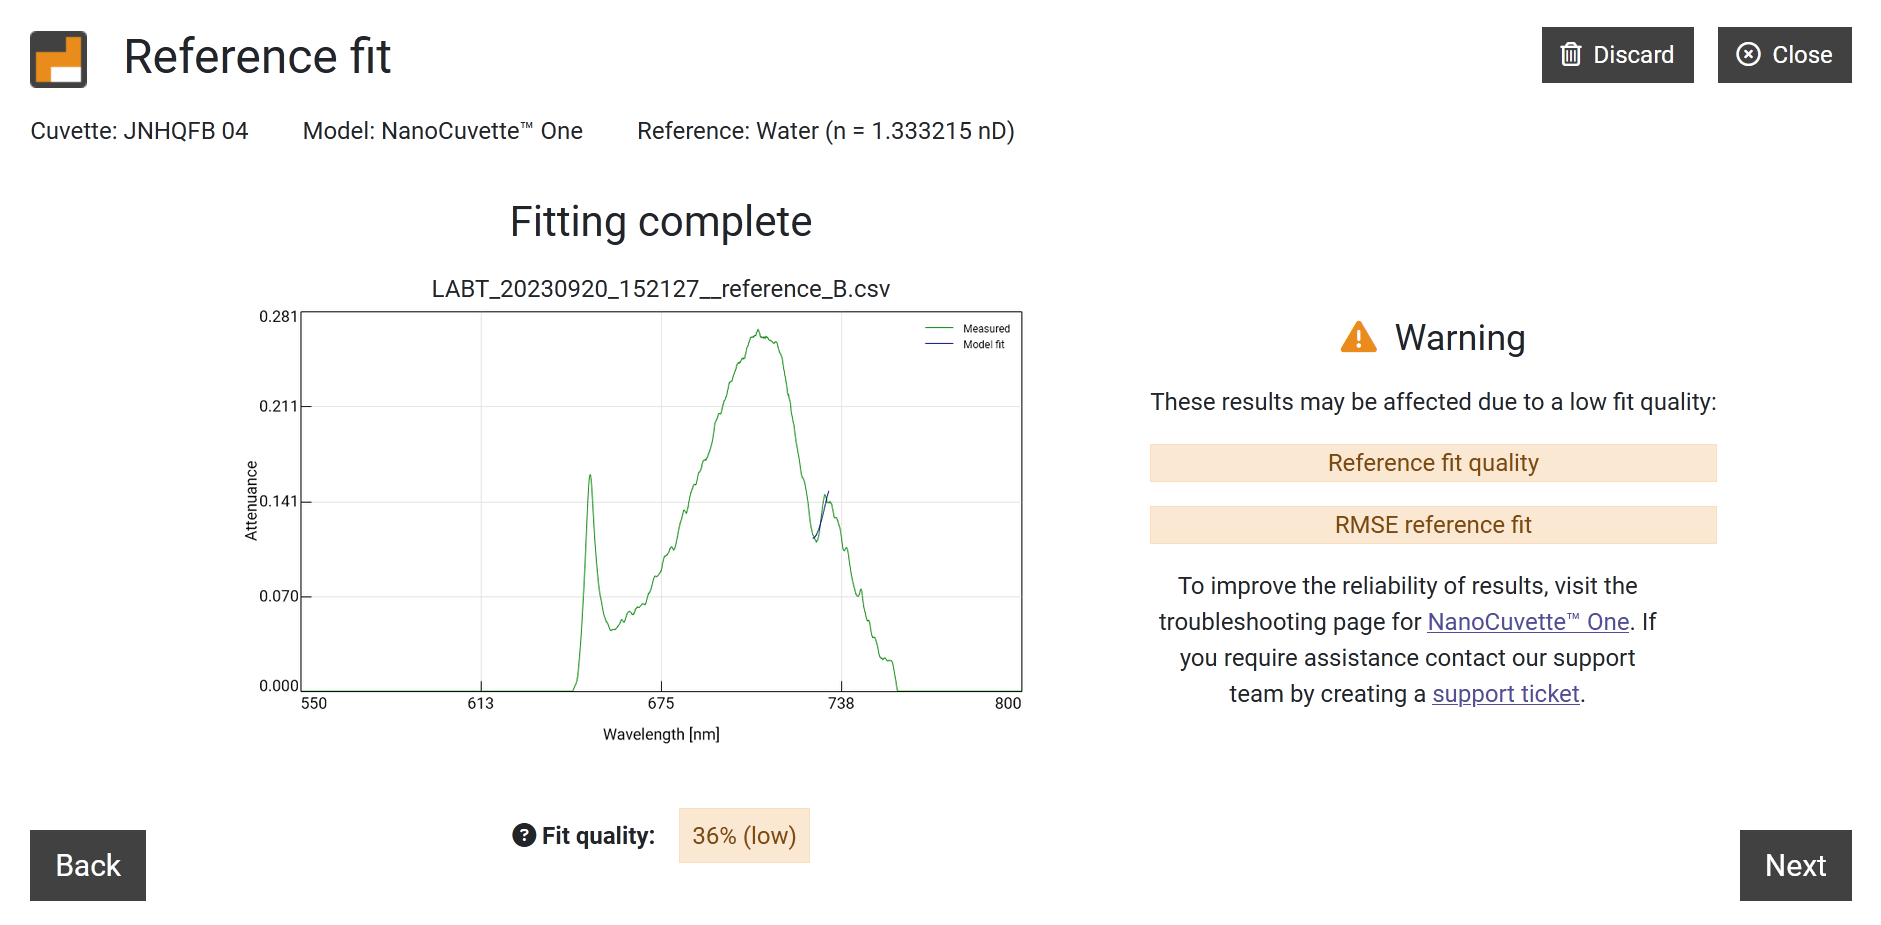 Reference fit
Discard
Close
Cuvette: JNHQFB 04
Model: NanoCuvette™ One
Reference: Water (n = 1.333215 nD)
Fitting complete
LABT_20230920_152127__reference_B.csv
0.281
0.211
0.141
0.070
0.000
Attenuance
Measured
Model fit
550
613
675
738
800
Wavelength [nm]
Warning
These results may be affected due to a low fit quality:
Reference fit quality
RMSE reference fit
To improve the reliability of results, visit the
troubleshooting page for NanoCuvette™ One. If
you require assistance contact our support
team by creating a support ticket.
Fit quality:
36% (low)
Back
Next